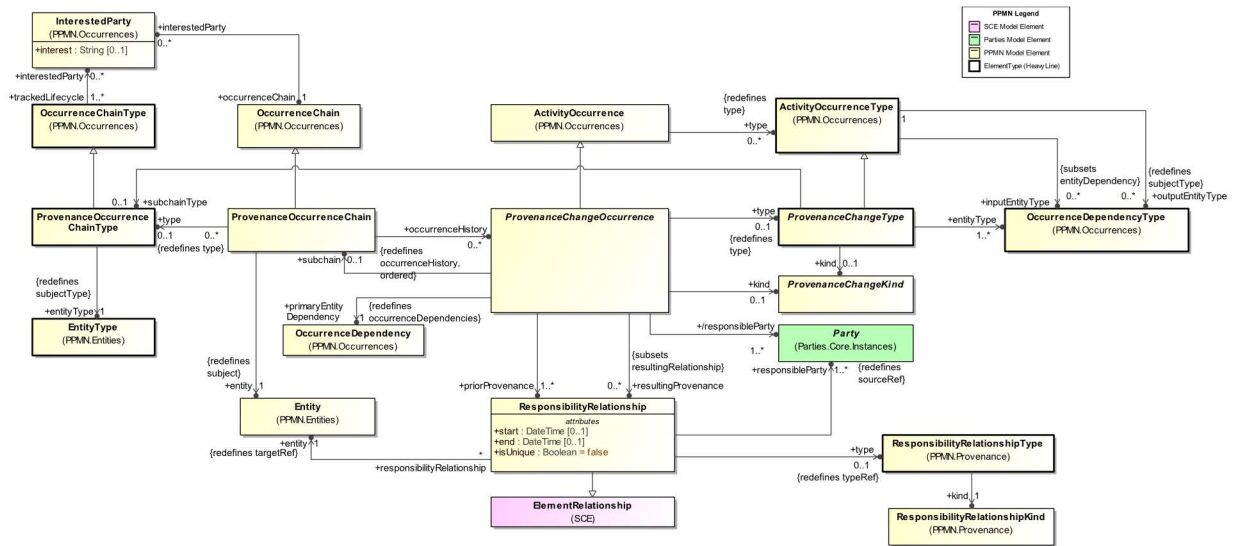 PPMN Legend
SCE Model Element
Parties Model Element
PPMN Model Element
ElementType (HeavyLine)
InterestedParty
(PPMN.Occurrences)
+interest : String [0..1]
+interestedParty
0..*
+interestedParty
0..*
+trackedLifecycle
1..*
+occurrenceChain
1
OccurrenceChainType
(PPMN.Occurrences)
OccurrenceChain
(PPMN.Occurrences)
ActivityOccurrence
(PPMN.Occurrences)
{redefines
type}
+type
0..*
ActivityOccurrenceType
(PPMN.Occurrences)
1
{subsets
entityDependency}
0..*
+inputEntityType
{redefines
subjectType}
0..*
+outputEntityType
0..1
+subchainType
ProvenanceOccurrence
ChainType
+type
0..1
0..*
{redefines type}
ProvenanceOccurrenceChain
+occurrenceHistory
0..*
{redefines
occurrenceHistory,
ordered}
+subchain
0..1
ProvenanceChangeOccurrence
+type
0..1
{redefines
type}
ProvenanceChangeType
+entityType
1..*
OccurrenceDependencyType
(PPMN.Occurrences)
+kind
0..1
+kind
0..1
ProvenanceChangeKind
{redefines
subjectType}
+entityType
1
EntityType
(PPMN.Entities)
+primaryEntity
Dependency
1
{redefines
occurrenceDependencies}
OccurrenceDependency
(PPMN.Occurrences)
+/responsibleParty
1..*
Party
(Parties.Core.Instances)
{redefines
subject}
+entity
1
{subsets
resultingRelationship}
+responsibleParty
1..*
{redefines
sourceRef}
+priorProvenance
1..*
0..*
+resultingProvenance
Entity
(PPMN.Entities)
+entity
1
{redefines targetRef}
*
+responsibilityRelationship
ResponsibilityRelationship
attributes
+start : DateTime [0..1]
+end : DateTime [0..1]
+isUnique : Boolean = false
+type
0..1
{redefines typeRef}
ResponsibilityRelationshipType
(PPMN.Provenance)
+kind
1
ResponsibilityRelationshipKind
(PPMN.Provenance)
ElementRelationship
(SCE)